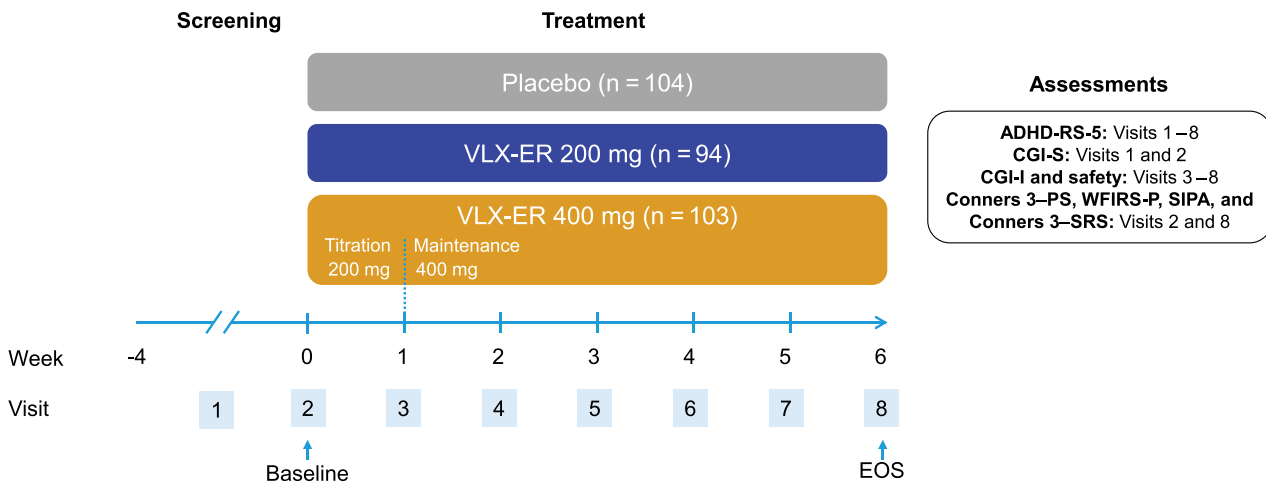 Screening
Treatment
Placebo (n = 104)
VLX-ER 200 mg (n = 94)
VLX-ER 400 mg (n = 103)
Titration
200 mg
Maintenance
400 mg
Assessments
ADHD-RS-5: Visits 1–8
CGI-S: Visits 1 and 2
CGI-I and safety: Visits 3–8
Conners 3–PS, WFIRS-P, SIPA, and
Conners 3–SRS: Visits 2 and 8
Week -4 0 1 2 3 4 5 6
Visit 1 2 3 4 5 6 7 8
Baseline
EOS